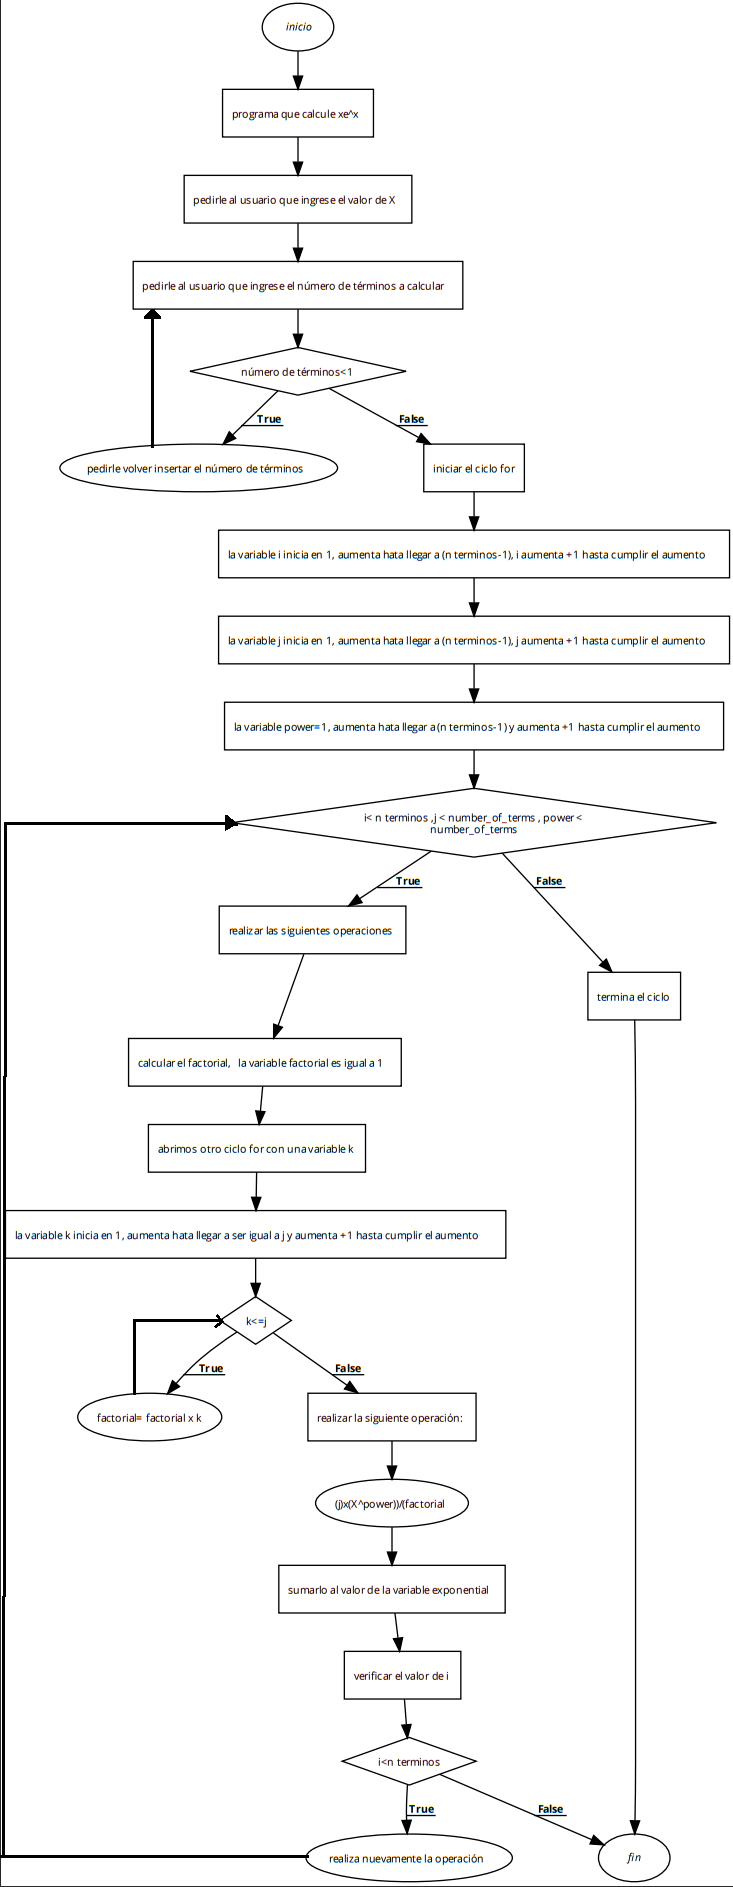 inicio
programa que calcule xe^x
pedirle al usuario que ingrese el valor de X
pedirle al usuario que ingrese el número de términos a calcular
número de términos<1
True
False
pedirle volver insertar el número de términos
iniciar el ciclo for
la variable i inicia en 1, aumenta hata llegar a (n terminos-1), i aumenta +1 hasta cumplir el aumento
la variable j inicia en 1, aumenta hata llegar a (n terminos-1), j aumenta +1 hasta cumplir el aumento
la variable power=1, aumenta hata llegar a (n terminos-1) y aumenta +1 hasta cumplir el aumento
i< n terminos ,j < number_of_terms , power <
number_of_terms
True
False
realizar las siguientes operaciones
termina el ciclo
calcular el factorial, la variable factorial es igual a 1
abrimos otro ciclo for con una variable k
la variable k inicia en 1, aumenta hata llegar a ser igual a j y aumenta +1 hasta cumplir el aumento
k<=j
True
False
factorial= factorial x k
realizar la siguiente operación:
(j)x(X^power))/(factorial
sumarlo al valor de la variable exponential
verificar el valor de i
i<n terminos
True
False
realiza nuevamente la operación
fin